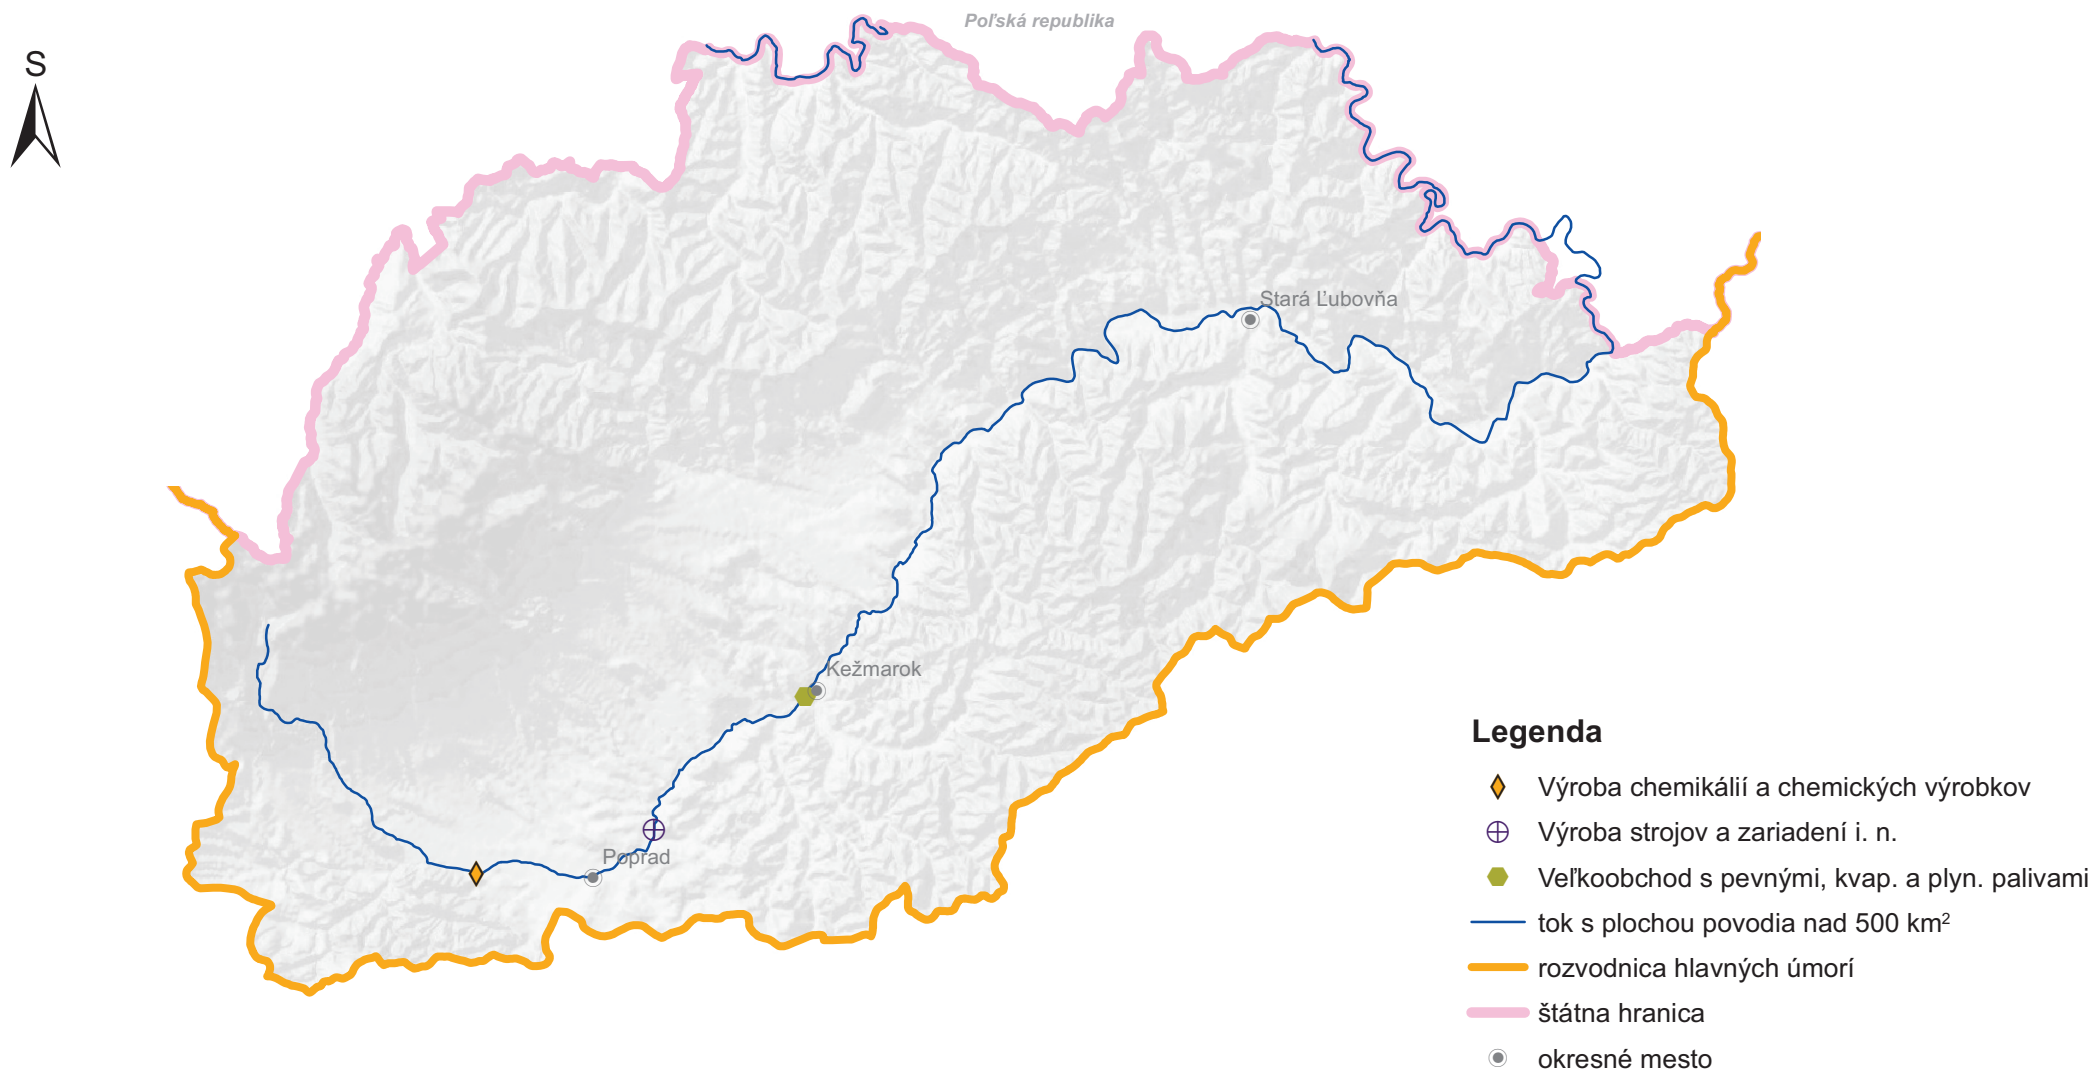 Poľská republika
S
Stará Ľubovňa
Kežmarok
Poprad
Legenda
Výroba chemikálií a chemických výrobkov
Výroba strojov a zariadení i. n.
Veľkoobchod s pevnými, kvap. a plyn. palivami
tok s plochou povodia nad 500 km²
rozvodnica hlavných úmorí
štátna hranica
okresné mesto